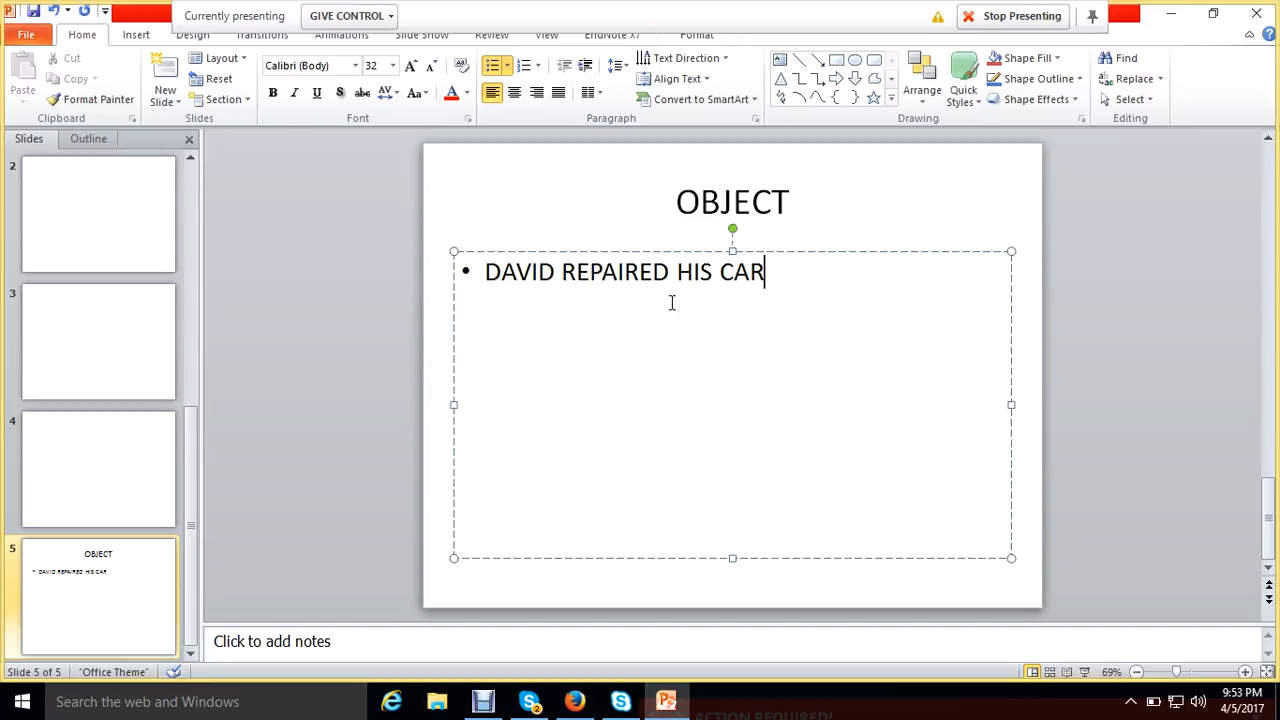 Currently presenting
GIVE CONTROL
Stop Presenting
File
Home
Insert
Design
Transitions
Animations
Slide Show
Review
View
EndNote X7
Format
Cut
Layout
Calibri (Body)
32
Text Direction
Shape Fill
Find
Copy
Reset
Align Text
Shape Outline
Replace
Paste
Format Painter
New
Slide
Section
Convert to SmartArt
Arrange
Quick
Styles
Shape Effects
Select
Clipboard
Slides
Font
Paragraph
Drawing
Editing
Slides
Outline
2
3
4
5
OBJECT
• DAVID REPAIRED HIS CAR
OBJECT
• DAVID REPAIRED HIS CAR
Click to add notes
Slide 5 of 5
"Office Theme"
69%
Search the web and Windows
ACTION REQUIRED!
9:53 PM
4/5/2017